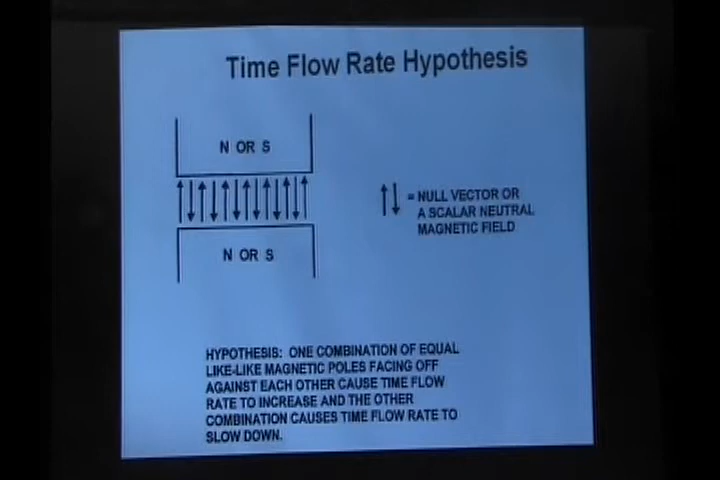 Time Flow Rate Hypothesis
N OR S
= NULL VECTOR OR
A SCALAR NEUTRAL
MAGNETIC FIELD
N OR S
HYPOTHESIS: ONE COMBINATION OF EQUAL
LIKE-LIKE MAGNETIC POLES FACING OFF
AGAINST EACH OTHER CAUSE TIME FLOW
RATE TO INCREASE AND THE OTHER
COMBINATION CAUSES TIME FLOW RATE TO
SLOW DOWN.